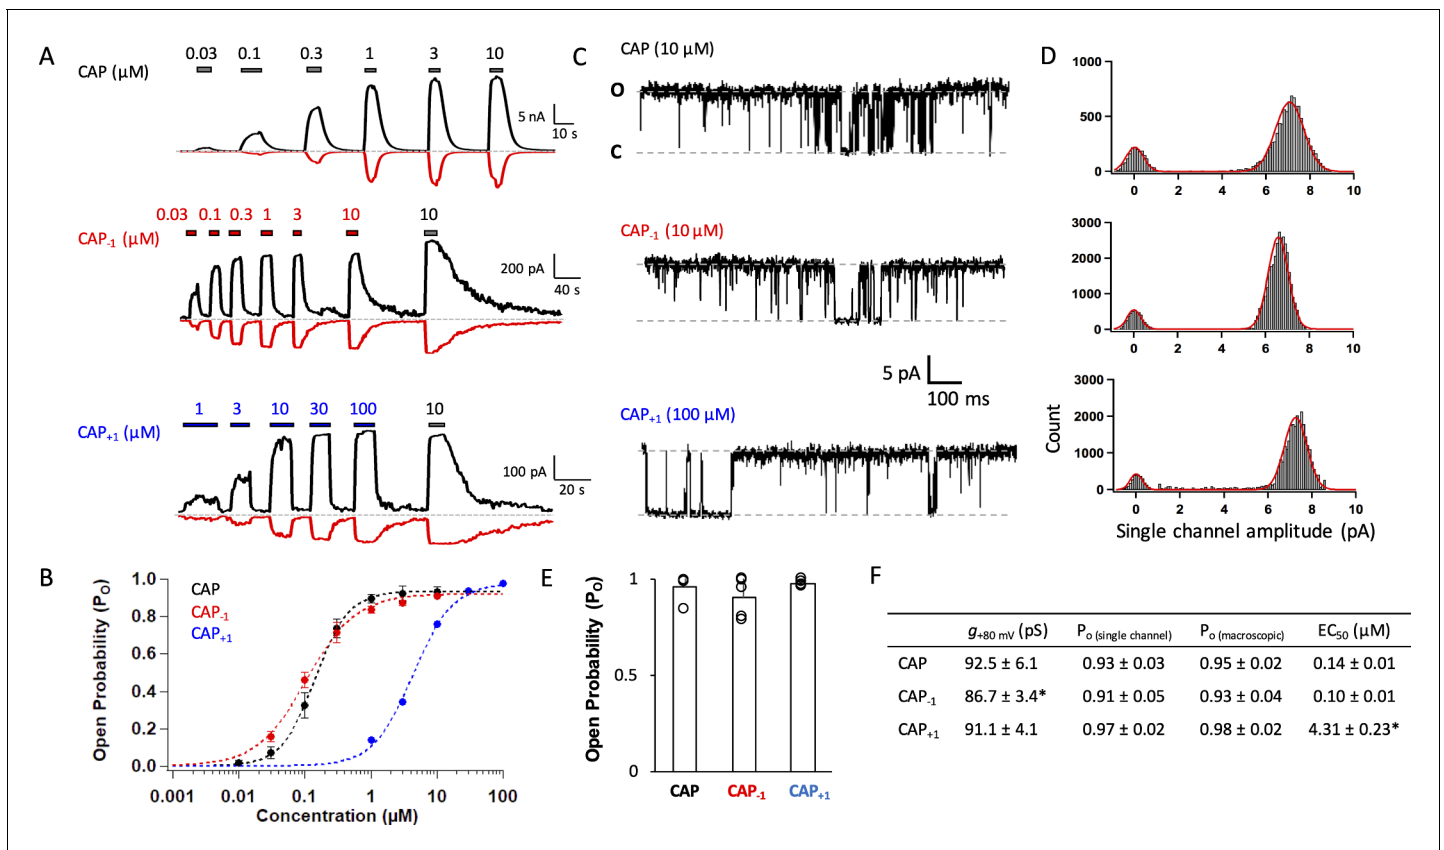 A
CAP (µM)
0.03 0.1 0.3 1 3 10
5 nA
10 s
CAP-1 (µM)
0.03 0.1 0.3 1 3 10 10
200 pA
40 s
CAP+1 (µM)
1 3 10 30 100 10
100 pA
20 s
C
CAP (10 µM)
O
C
CAP-1 (10 µM)
5 pA
100 ms
CAP+1 (100 µM)
D
1000
500
0
0 2 4 6 8 10
3000
2000
1000
0
0 2 4 6 8 10
3000
2000
1000
0
0 2 4 6 8 10
Count
Single channel amplitude (pA)
B
Open Probability (PO)
1.0
0.8
0.6
0.4
0.2
0.0
CAP
CAP-1
CAP+1
0.001 0.01 0.1 1 10 100
Concentration (µM)
E
Open Probability (PO)
1
0.5
0
CAP CAP-1 CAP+1
F
g+80 mV (pS) Po (single channel) Po (macroscopic) EC50 (µM)
CAP 92.5 ± 6.1 0.93 ± 0.03 0.95 ± 0.02 0.14 ± 0.01
CAP-1 86.7 ± 3.4* 0.91 ± 0.05 0.93 ± 0.04 0.10 ± 0.01
CAP+1 91.1 ± 4.1 0.97 ± 0.02 0.98 ± 0.02 4.31 ± 0.23*